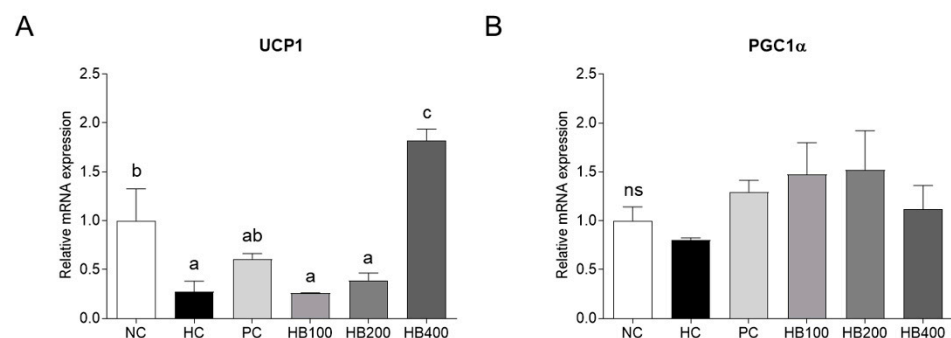 A
UCP1
Relative mRNA expression
2.5
2.0
1.5
1.0
0.5
0.0
b
a
ab
a
a
c
NC
HC
PC
HB100
HB200
HB400
B
PGC1α
Relative mRNA expression
2.5
2.0
1.5
1.0
0.5
0.0
ns
NC
HC
PC
HB100
HB200
HB400